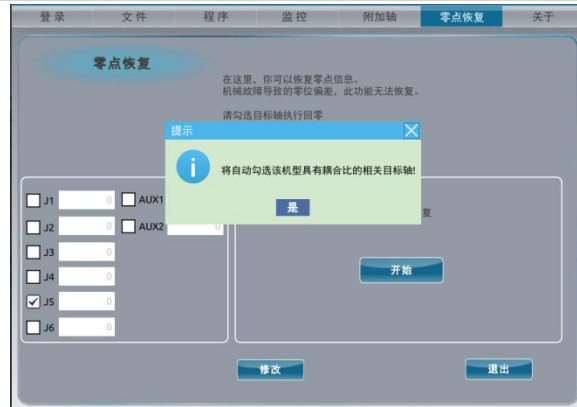 登录 文件 程序 监控 附加轴 零点恢复 关于
零点恢复
在这里，你可以恢复零点信息。
机械故障导致的零位偏差，此功能无法恢复。
请勾选目标轴执行回零
提示
将自动勾选该机型具有耦合比的相关目标轴!
是
J1 0 AUX1
J2 0 AUX2 0
复
J3 0
J4 0
开始
J5 0
J6 0
修改 退出